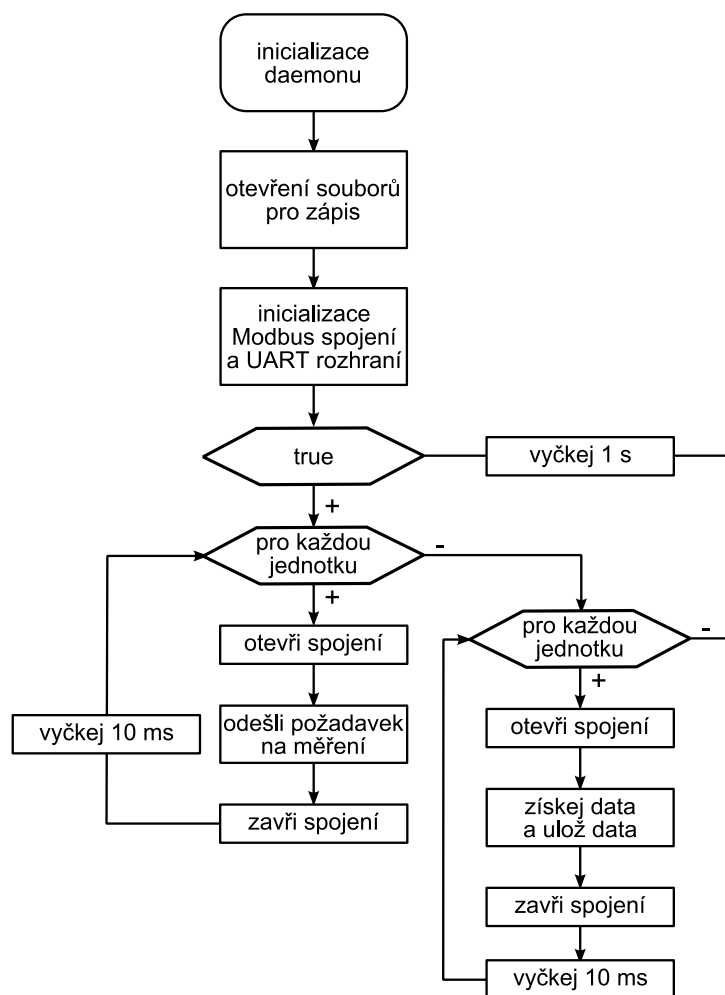 inicializace
daemonu
otevření souborů
pro zápis
inicializace
Modbus spojení
a UART rozhraní
true
vyčkej 1 s
+
pro každou
jednotku
-
+
otevři spojení
odešli požadavek
na měření
vyčkej 10 ms
zavři spojení
pro každou
jednotku
-
+
otevři spojení
získej data
a ulož data
zavři spojení
vyčkej 10 ms